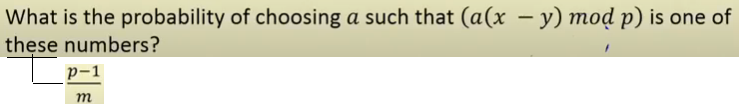 What is the probability of choosing a such that (a(x − y) mod p) is one of
these numbers?
p−1
m